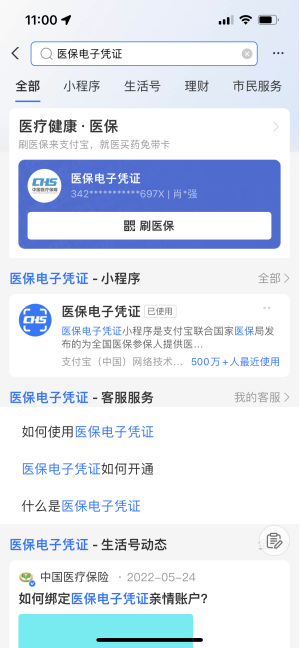 11:00
医保电子凭证
全部 小程序 生活号 理财 市民服务
医疗健康 · 医保
刷医保来支付宝，就医买药免带卡
CHS
中国医疗保障
医保电子凭证
342***********697X | 肖*强
刷医保
医保电子凭证 - 小程序 全部
CHS
医保电子凭证 已使用
医保电子凭证小程序是支付宝联合国家医保局发
布的为全国医保参保人提供医...
支付宝（中国）网络技术... 500万+人最近使用
医保电子凭证 - 客服服务 我的客服
如何使用医保电子凭证
医保电子凭证如何开通
什么是医保电子凭证
医保电子凭证 - 生活号动态
中国医疗保险 · 2022-05-24
如何绑定医保电子凭证亲情账户?